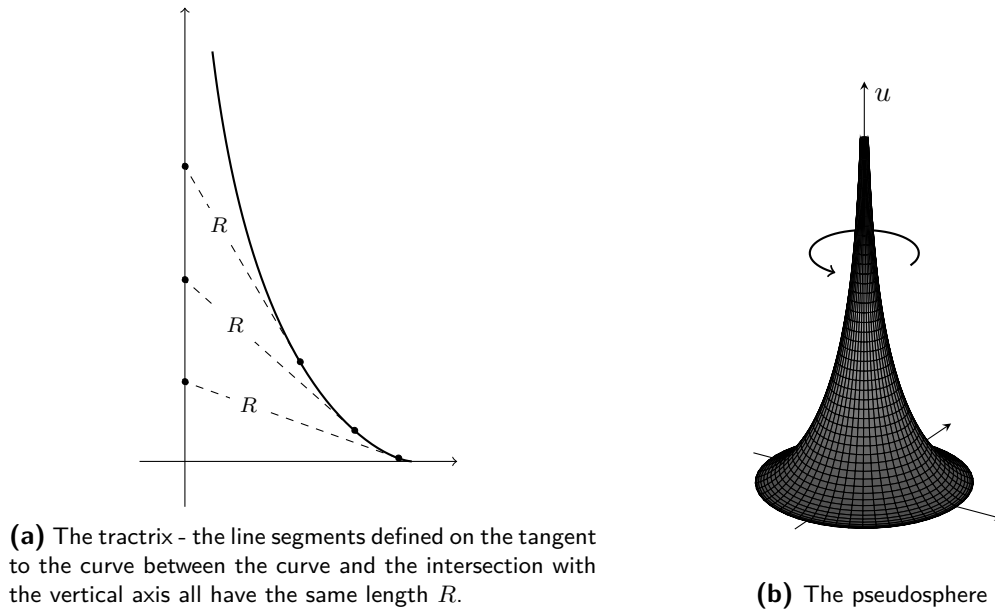 u
R
R
R
(a) The tractrix - the line segments defined on the tangent
to the curve between the curve and the intersection with
the vertical axis all have the same length R.
(b) The pseudosphere